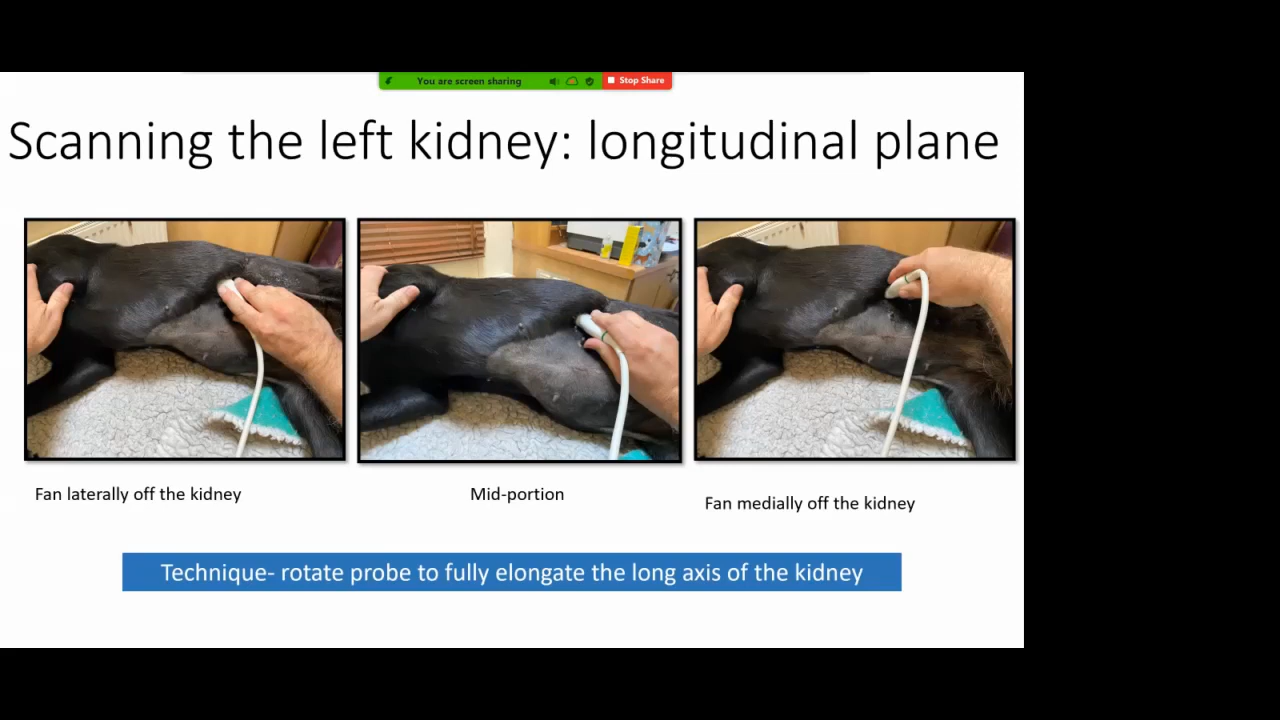 You are screen sharing
Stop Share
Scanning the left kidney: longitudinal plane
Fan laterally off the kidney
Mid-portion
Fan medially off the kidney
Technique- rotate probe to fully elongate the long axis of the kidney